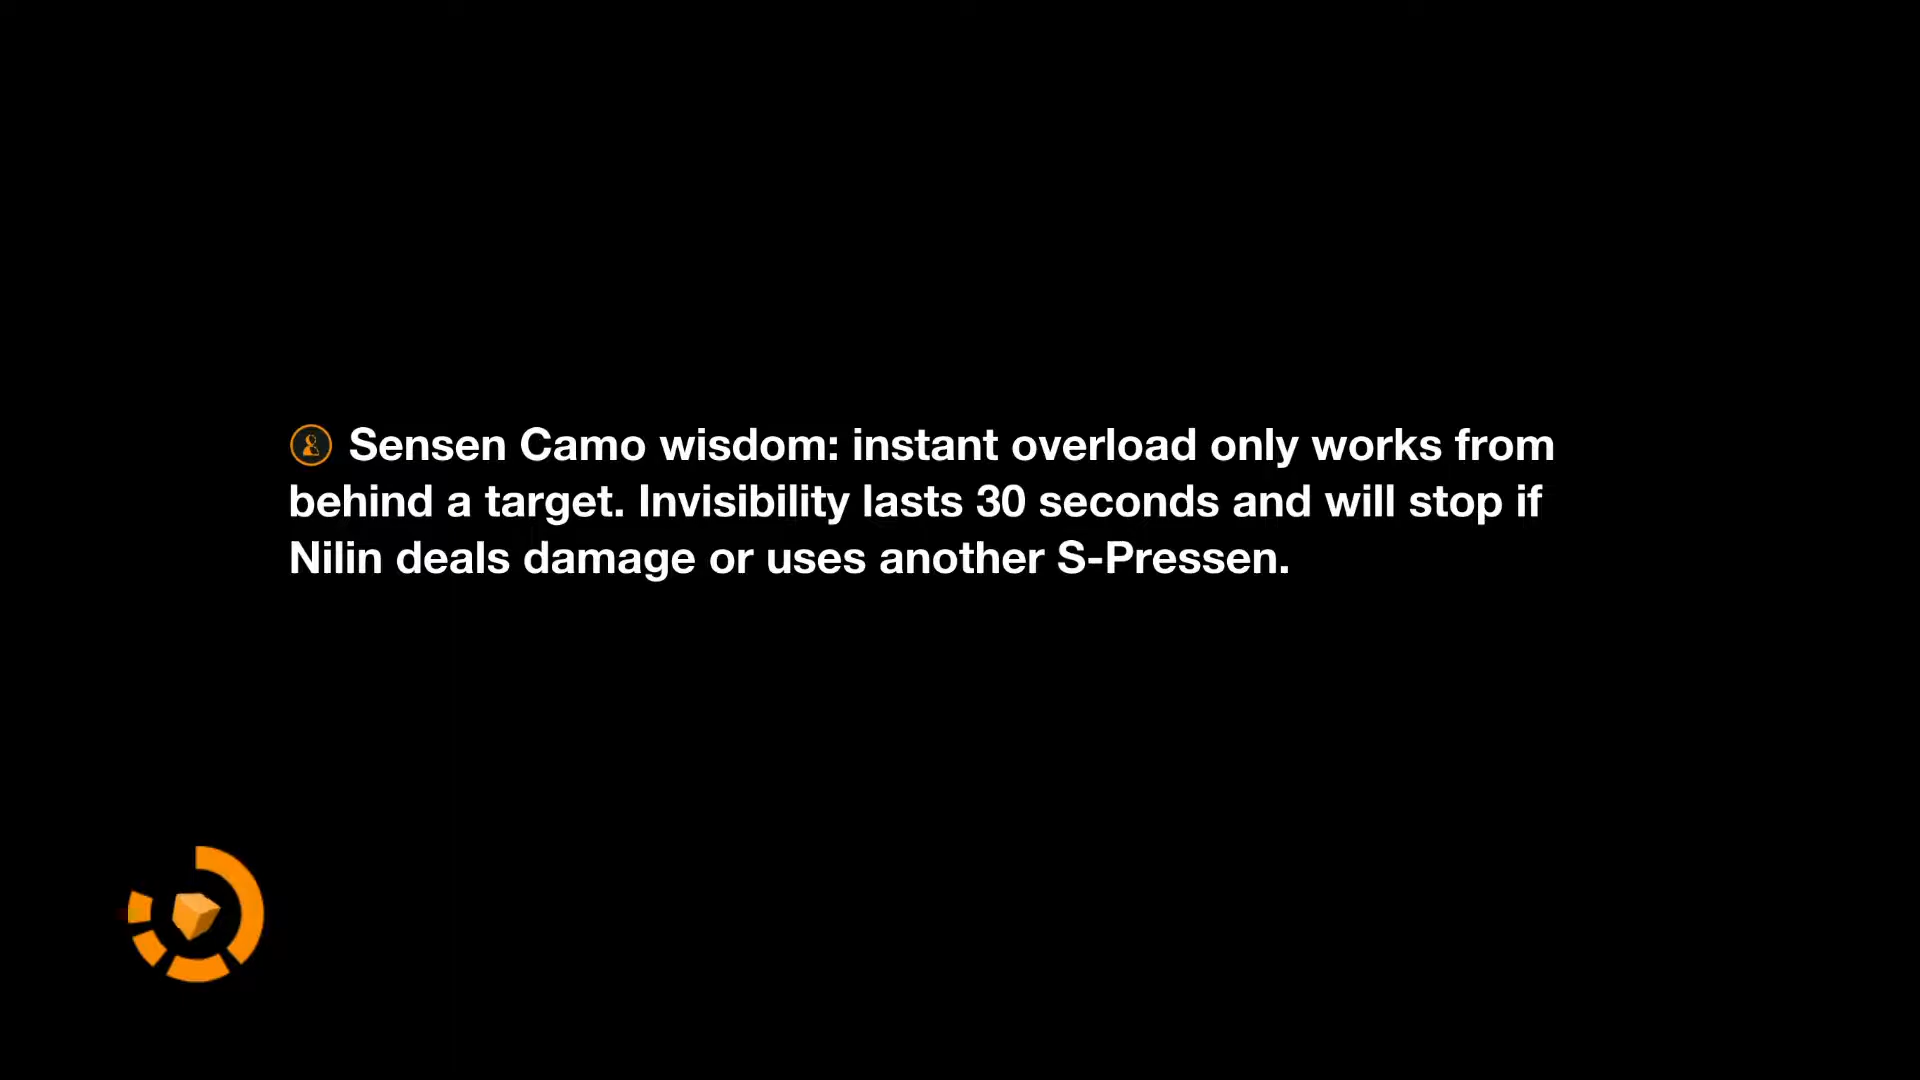 Sensen Camo wisdom: instant overload only works from
behind a target. Invisibility lasts 30 seconds and will stop if
Nilin deals damage or uses another S-Pressen.